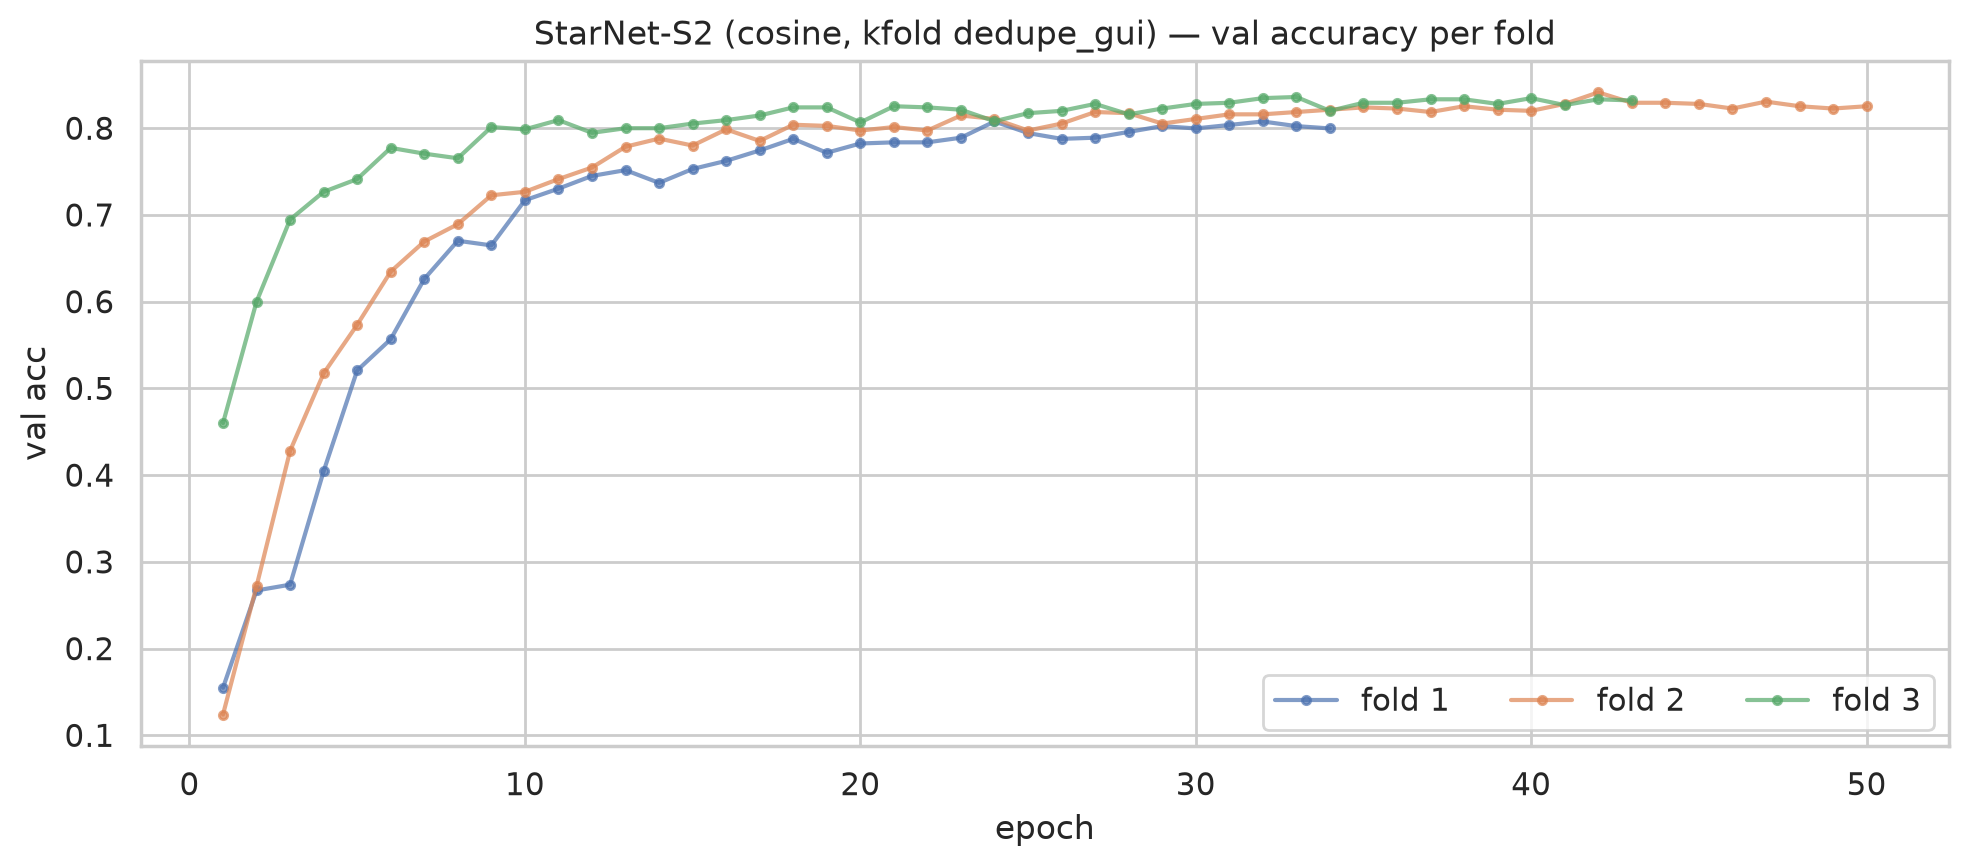 StarNet-S2 (cosine, kfold dedupe_gui) — val accuracy per fold
val acc
0.8
0.7
0.6
0.5
0.4
0.3
0.2
0.1
fold 1 fold 2 fold 3
0 10 20 30 40 50
epoch